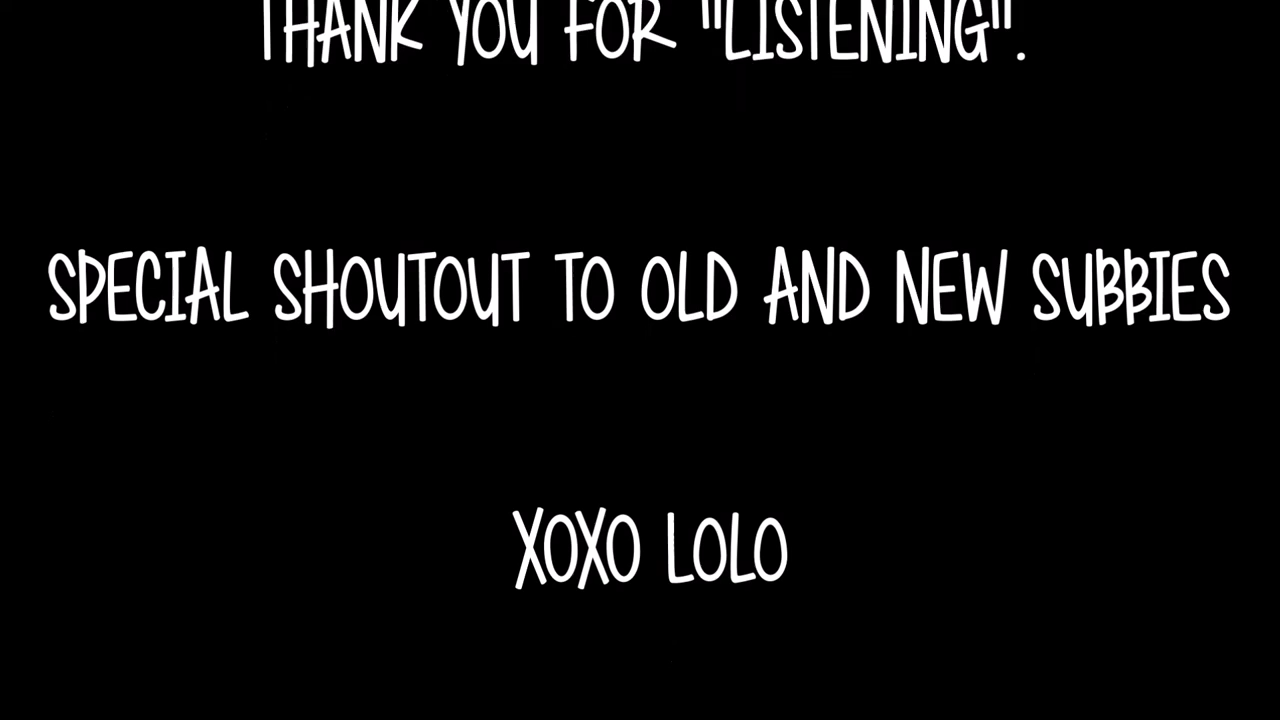 THANK YOU FOR "LISTENING".
SPECIAL SHOUTOUT TO OLD AND NEW SUBBIES
XOXO LOLO